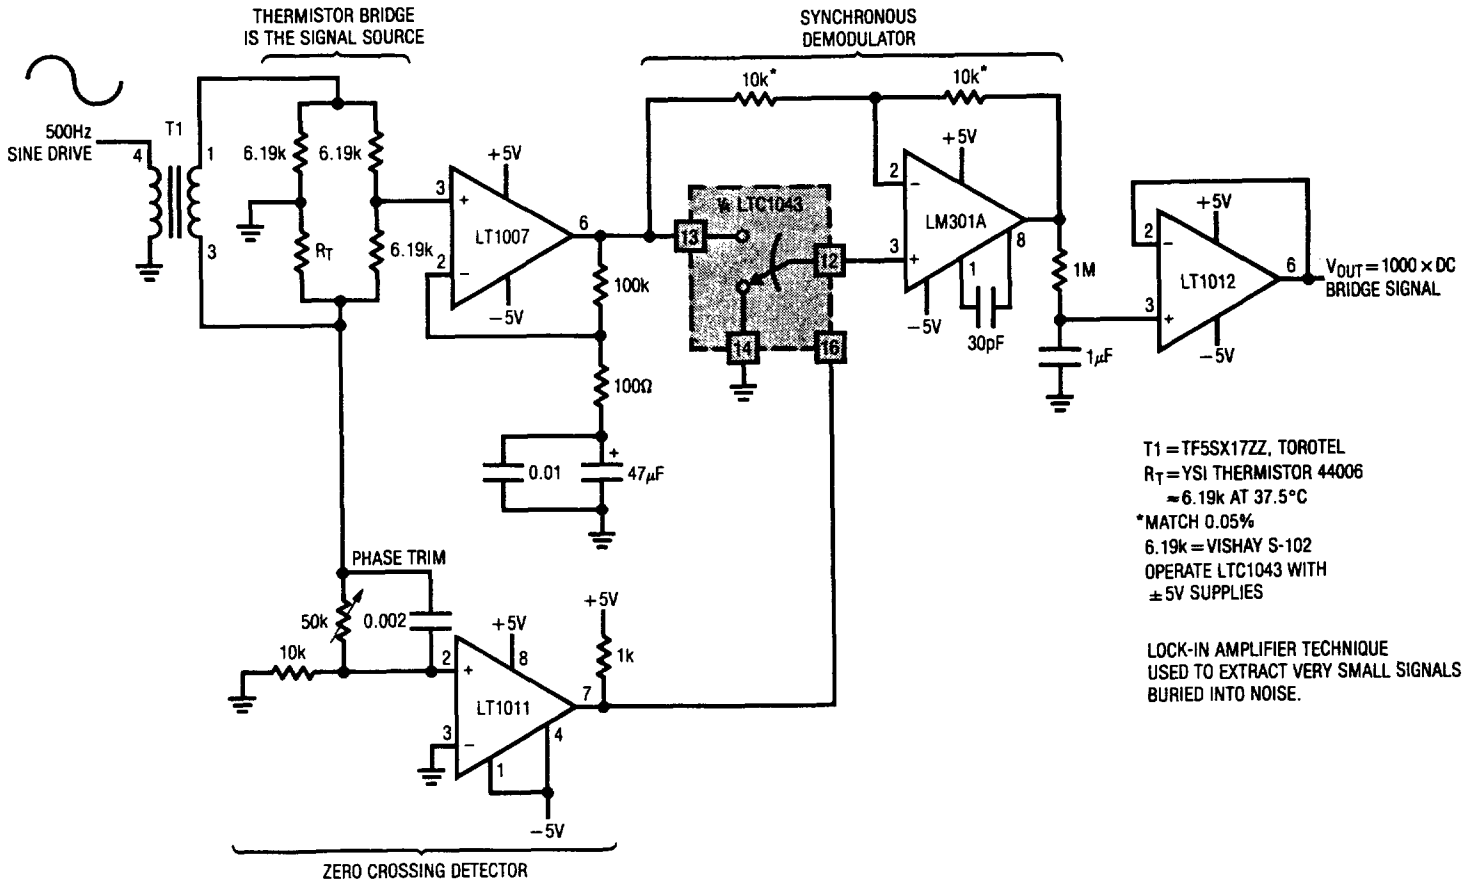 THERMISTOR BRIDGE
IS THE SIGNAL SOURCE
SYNCHRONOUS
DEMODULATOR
500Hz
SINE DRIVE
T1
4
1
3
6.19k
6.19k
RT
6.19k
3
+
2
−
+5V
LT1007
−5V
6
100k
100Ω
0.01
+
47µF
10k*
10k*
¼ LTC1043
13
12
14
16
2
−
3
+
+5V
LM301A
−5V
1
8
30pF
1M
1µF
2
−
3
+
+5V
LT1012
−5V
6
VOUT = 1000 × DC
BRIDGE SIGNAL
T1 = TF5SX17ZZ, TOROTEL
RT = YSI THERMISTOR 44006
≈ 6.19k AT 37.5°C
*MATCH 0.05%
6.19k = VISHAY S-102
OPERATE LTC1043 WITH
±5V SUPPLIES
LOCK-IN AMPLIFIER TECHNIQUE
USED TO EXTRACT VERY SMALL SIGNALS
BURIED INTO NOISE.
PHASE TRIM
50k
0.002
10k
2
+
3
−
+5V
8
LT1011
7
4
1
−5V
+5V
1k
ZERO CROSSING DETECTOR